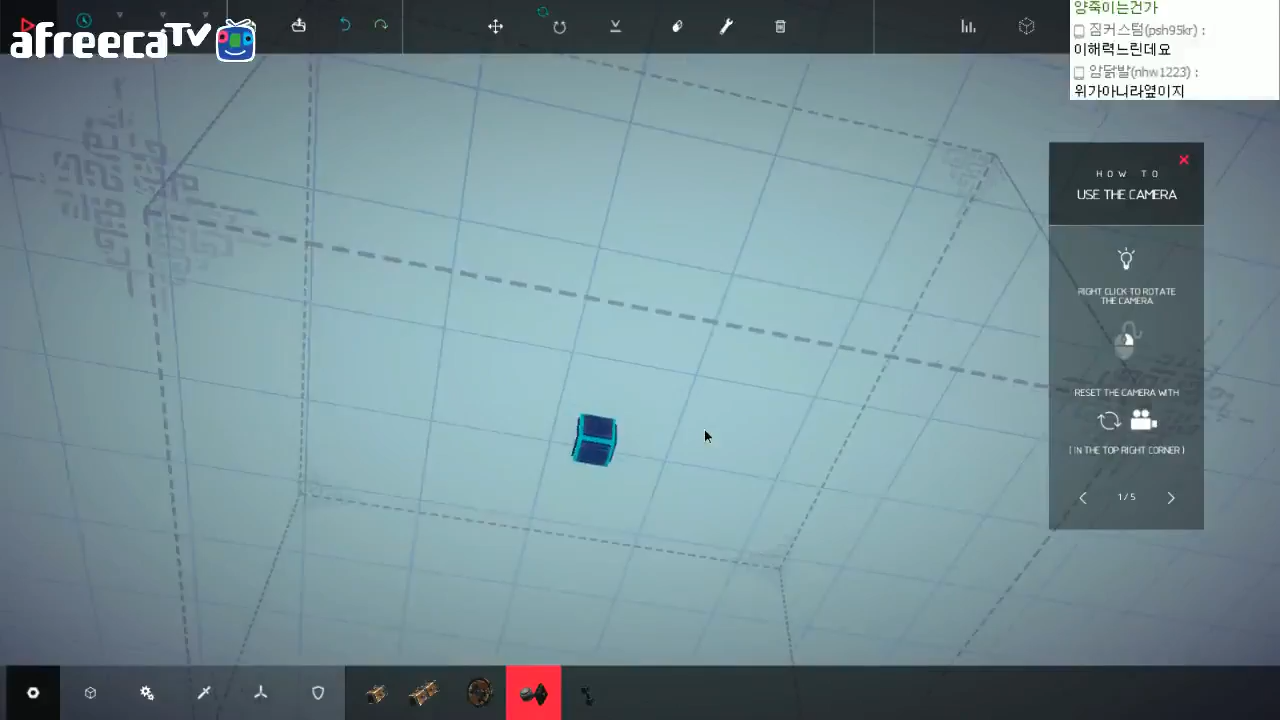 afreecaTV
양죽이는건가
짐커스텀(psh95kr) :
이해력느린데요
암닭발(nhw1223) :
위가아니라옆이지
HOW TO
USE THE CAMERA
RIGHT CLICK TO ROTATE
THE CAMERA.
RESET THE CAMERA WITH
[ IN THE TOP RIGHT CORNER ]
1/5